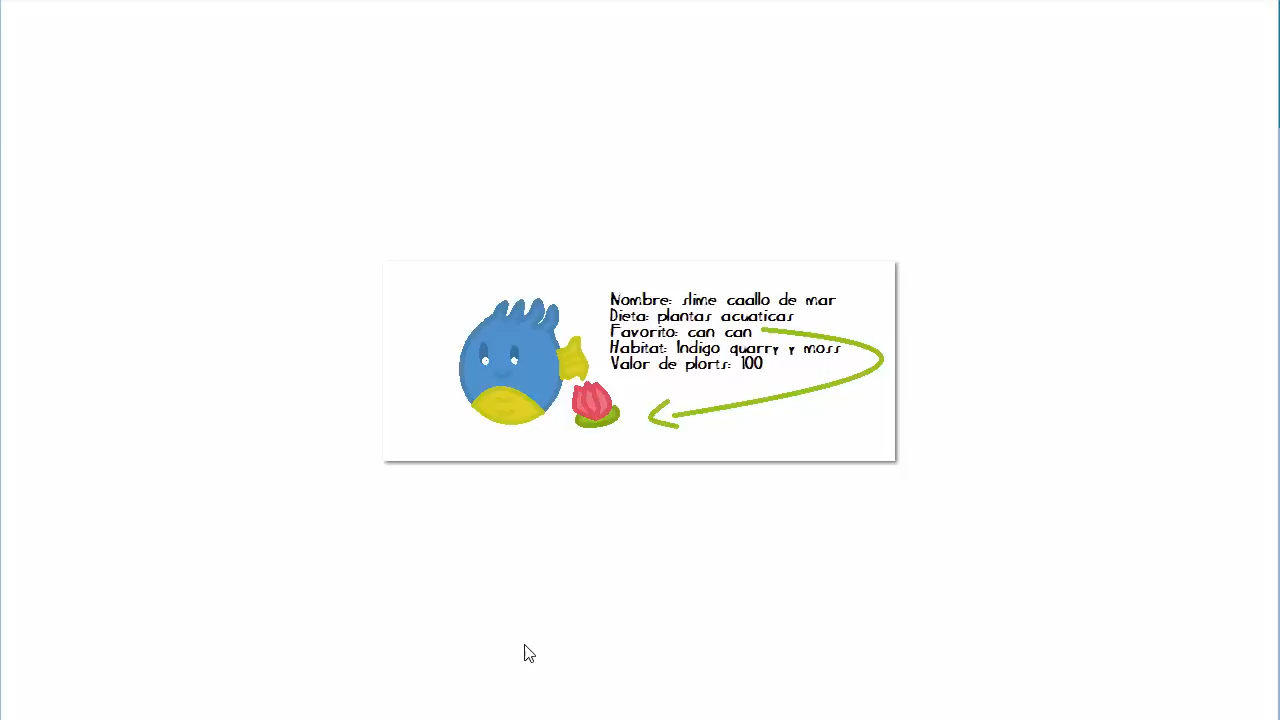 Nombre: slime caallo de mar
Dieta: plantas acuaticas
Favorito: can can
Habitat: Indigo quarry y moss
Valor de plorts: 100